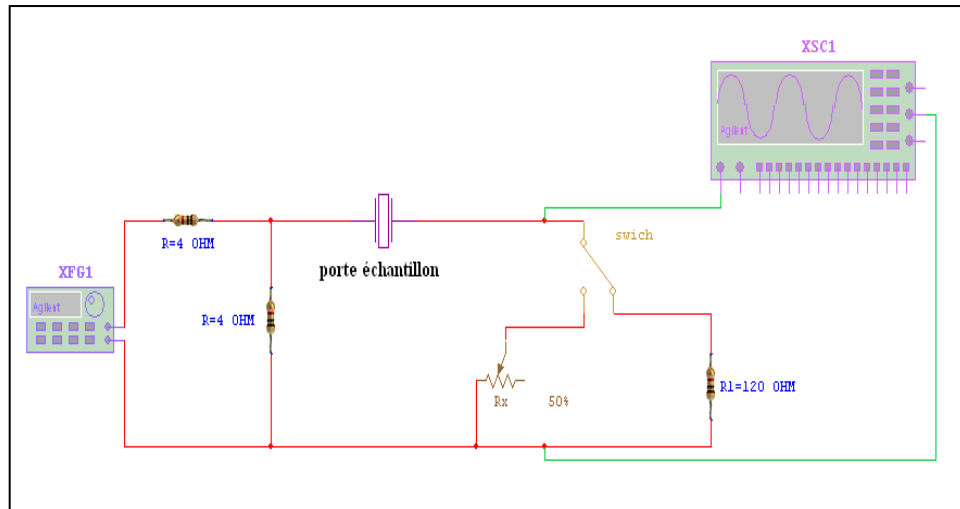 XSC1
Agilent
R=4 OHM
swich
porte échantillon
XFG1
Agilent
R=4 OHM
R1=120 OHM
Rx 50%